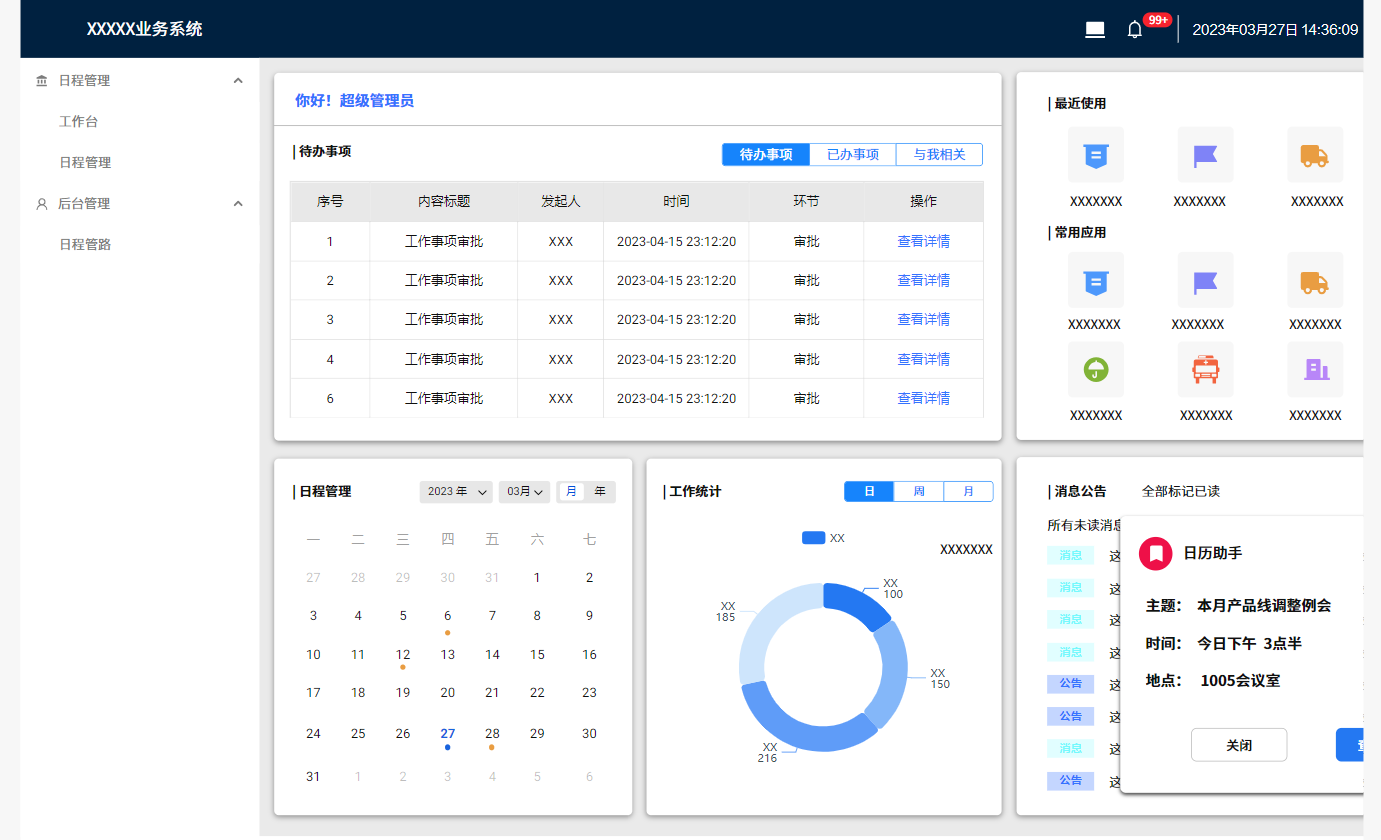 XXXXX业务系统
99+
2023年03月27日 14:36:09
日程管理
工作台
日程管理
后台管理
日程管路
你好！超级管理员
待办事项
待办事项 已办事项 与我相关
序号 内容标题 发起人 时间 环节 操作
1 工作事项审批 XXX 2023-04-15 23:12:20 审批 查看详情
2 工作事项审批 XXX 2023-04-15 23:12:20 审批 查看详情
3 工作事项审批 XXX 2023-04-15 23:12:20 审批 查看详情
4 工作事项审批 XXX 2023-04-15 23:12:20 审批 查看详情
6 工作事项审批 XXX 2023-04-15 23:12:20 审批 查看详情
最近使用
XXXXXXX XXXXXXX XXXXXXX
常用应用
XXXXXXX XXXXXXX XXXXXXX
XXXXXXX XXXXXXX XXXXXXX
日程管理
2023 年 03月 月 年
一 二 三 四 五 六 七
27 28 29 30 31 1 2
3 4 5 6 7 8 9
10 11 12 13 14 15 16
17 18 19 20 21 22 23
24 25 26 27 28 29 30
31 1 2 3 4 5 6
工作统计
日 周 月
XX
XXXXXXX
XX
100
XX
185
XX
150
XX
216
消息公告 全部标记已读
所有未读消息
消息 这
消息 这
消息 这
消息 这
公告 这
公告 这
消息 这
公告 这
日历助手
主题： 本月产品线调整例会
时间： 今日下午 3点半
地点： 1005会议室
关闭